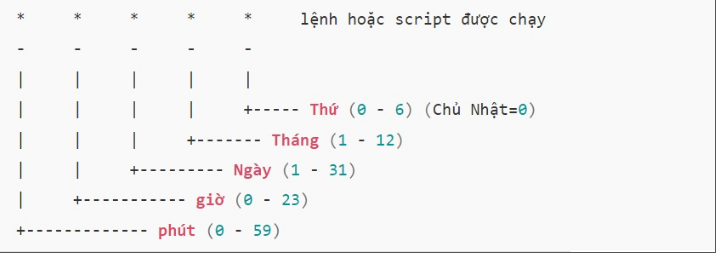 *     *     *     *     *     lệnh hoặc script được chạy
-     -     -     -     -
|     |     |     |     |
|     |     |     |     +----- Thứ (0 - 6) (Chủ Nhật=0)
|     |     |     +------- Tháng (1 - 12)
|     |     +--------- Ngày (1 - 31)
|     +----------- giờ (0 - 23)
+------------- phút (0 - 59)